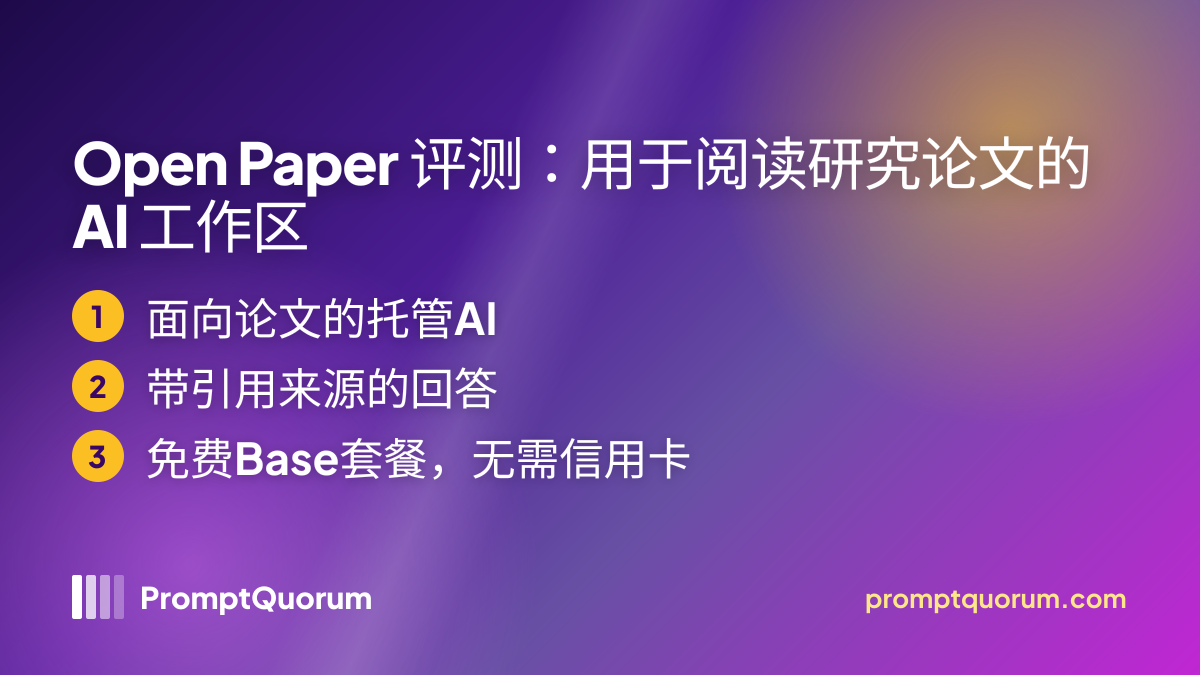 Open Paper 评测：用于阅读研究论文的
AI 工作区
1 面向论文的托管AI
2 带引用来源的回答
3 免费Base套餐，无需信用卡
PromptQuorum
promptquorum.com